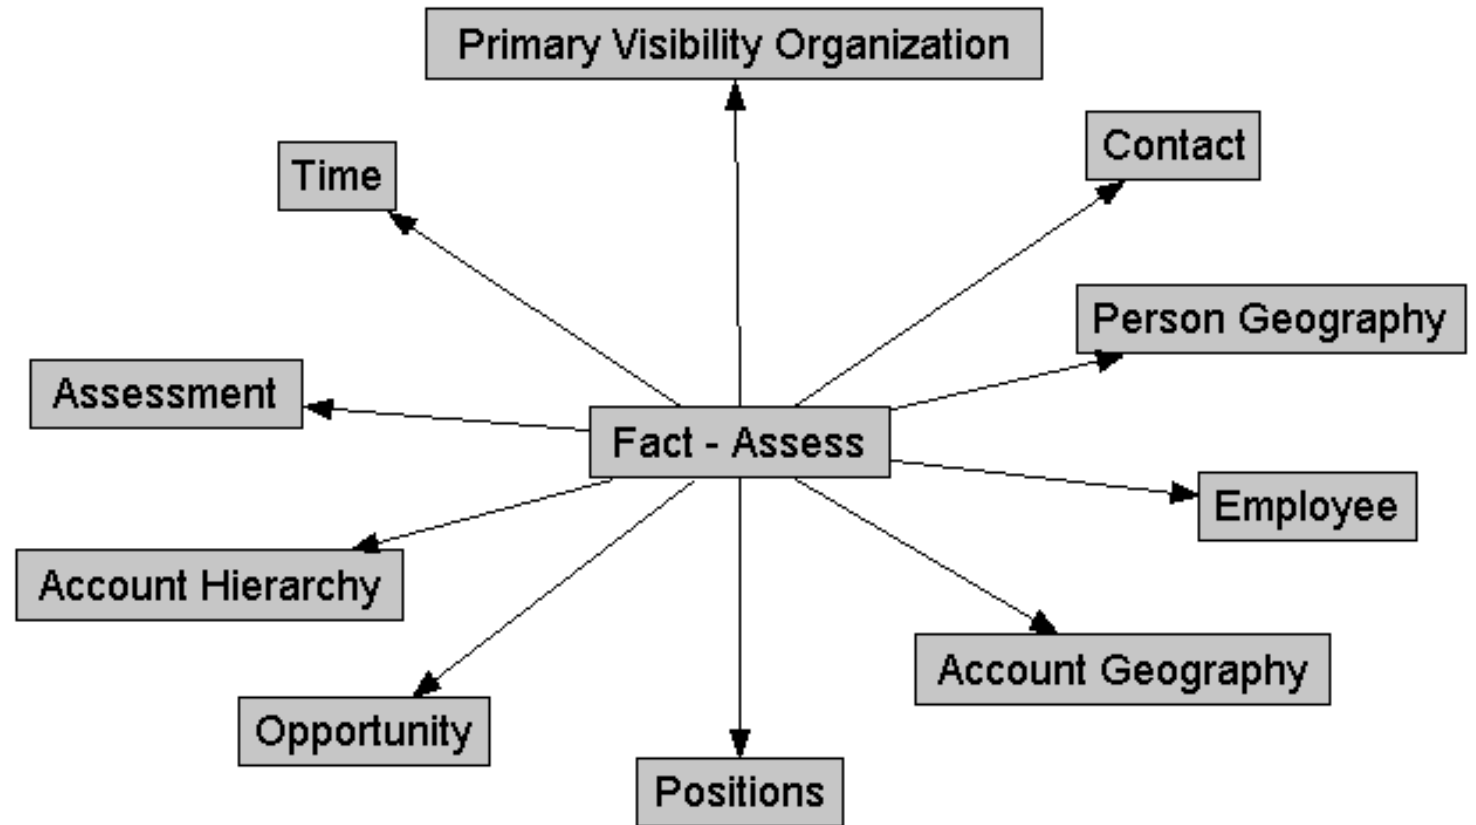 Primary Visibility Organization
Contact
Time
Person Geography
Assessment
Fact - Assess
Employee
Account Hierarchy
Account Geography
Opportunity
Positions